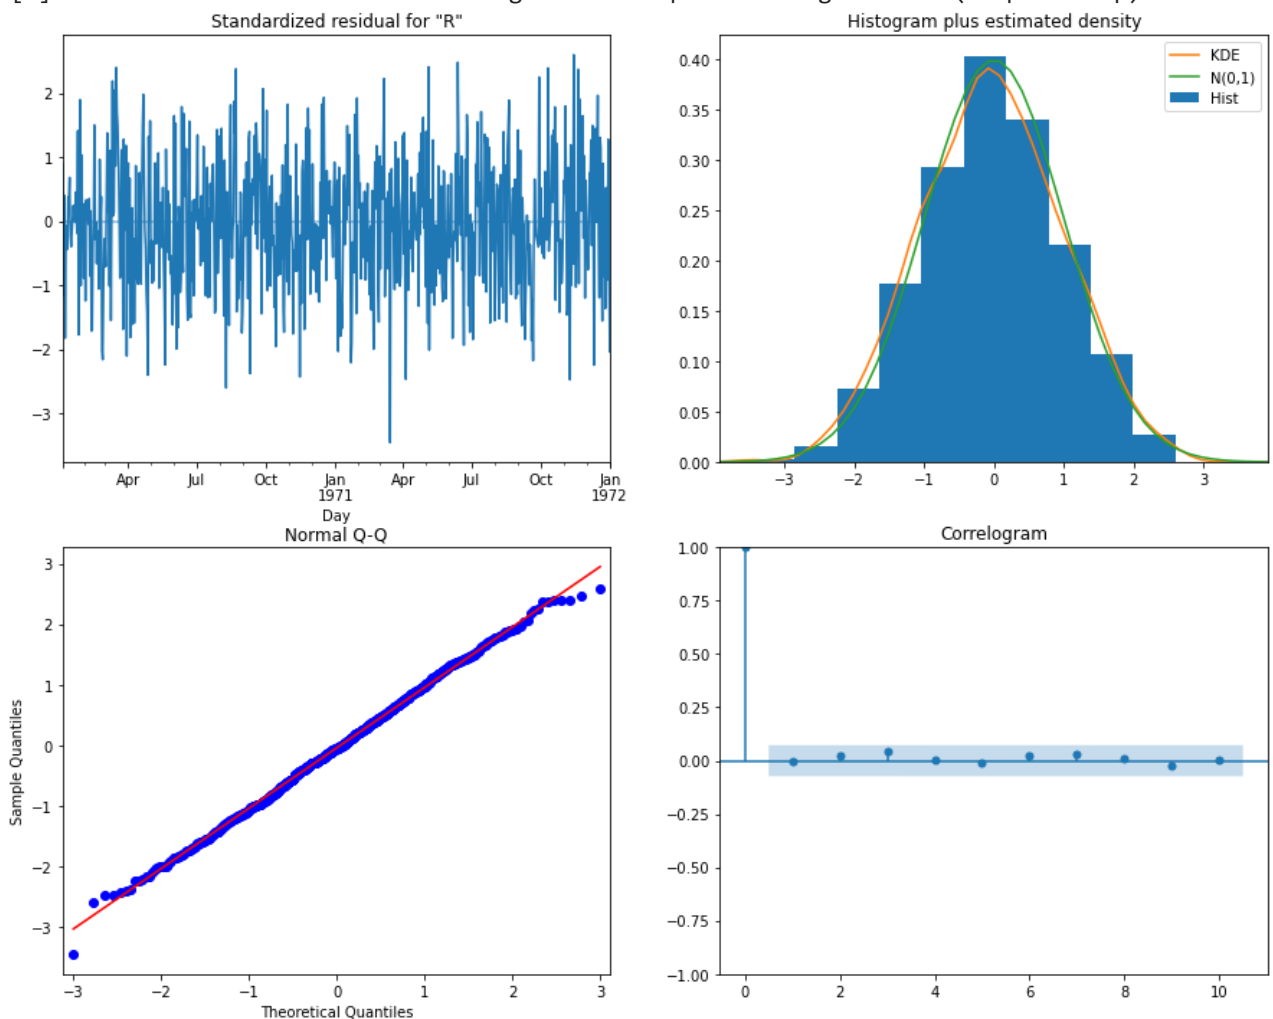 Standardized residual for "R"
2
1
0
−1
−2
−3
Apr
Jul
Oct
Jan
1971
Apr
Jul
Oct
Jan
1972
Day
Histogram plus estimated density
KDE
N(0,1)
Hist
0.40
0.35
0.30
0.25
0.20
0.15
0.10
0.05
0.00
−3
−2
−1
0
1
2
3
Normal Q-Q
Sample Quantiles
3
2
1
0
−1
−2
−3
−3
−2
−1
0
1
2
3
Theoretical Quantiles
Correlogram
1.00
0.75
0.50
0.25
0.00
−0.25
−0.50
−0.75
−1.00
0
2
4
6
8
10